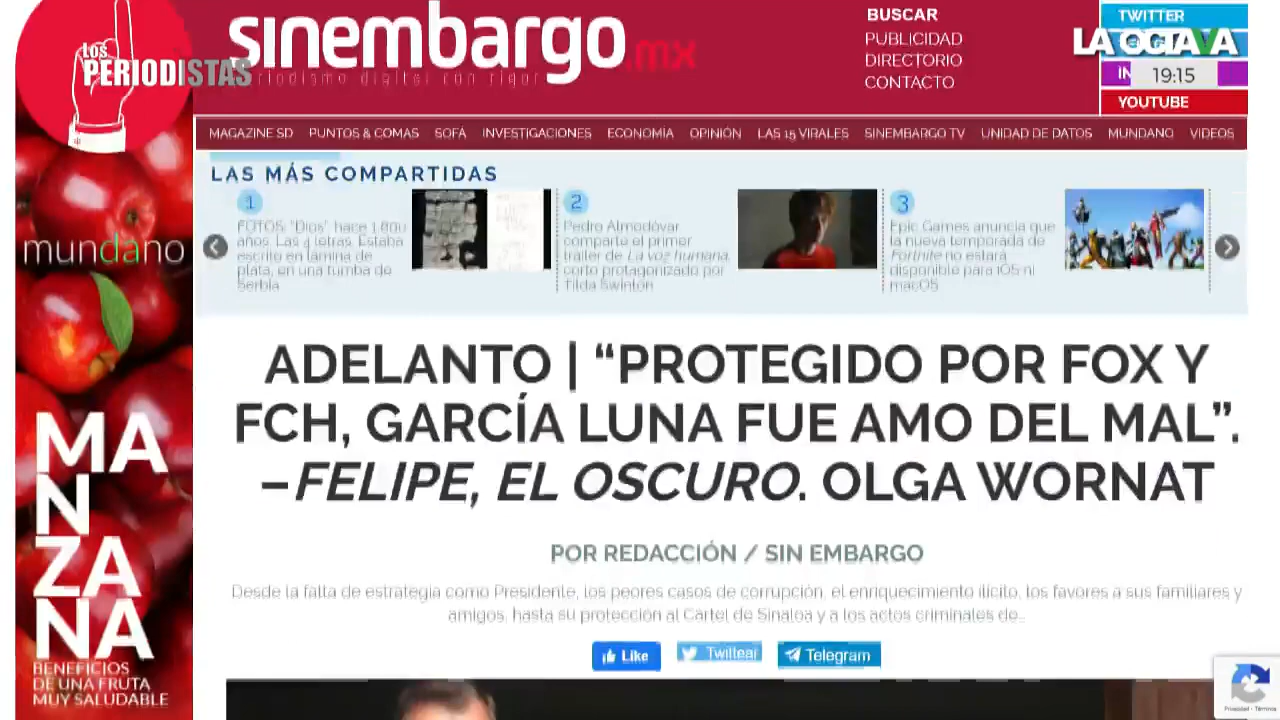 LOS
PERIODISTAS
sinembargo.mx
periodismo digital con rigor
BUSCAR
PUBLICIDAD
DIRECTORIO
CONTACTO
TWITTER
LA OCTAVA
IN
19:15
YOUTUBE
MAGAZINE SD PUNTOS & COMAS SOFÁ INVESTIGACIONES ECONOMÍA OPINIÓN LAS 15 VIRALES SINEMBARGO TV UNIDAD DE DATOS MUNDANO VIDEOS
LAS MÁS COMPARTIDAS
1
FOTOS: "Dios" hace 1,800
años. Las 4 letras. Estaba
escrito en lámina de
plata, en una tumba de
Serbia
2
Pedro Almodóvar
comparte el primer
tráiler de La voz humana,
corto protagonizado por
Tilda Swinton
3
Epic Games anuncia que
la nueva temporada de
Fortnite no estará
disponible para iOS ni
macOS
mundano
MA
N
ZA
NA
BENEFICIOS
DE UNA FRUTA
MUY SALUDABLE
ADELANTO | “PROTEGIDO POR FOX Y
FCH, GARCÍA LUNA FUE AMO DEL MAL”.
–FELIPE, EL OSCURO. OLGA WORNAT
POR REDACCIÓN / SIN EMBARGO
Desde la falta de estrategia como Presidente, los peores casos de corrupción, el enriquecimiento ilícito, los favores a sus familiares y
amigos, hasta su protección al Cártel de Sinaloa y a los actos criminales de…
Like
Twittear
Telegram
Privacidad - Términos